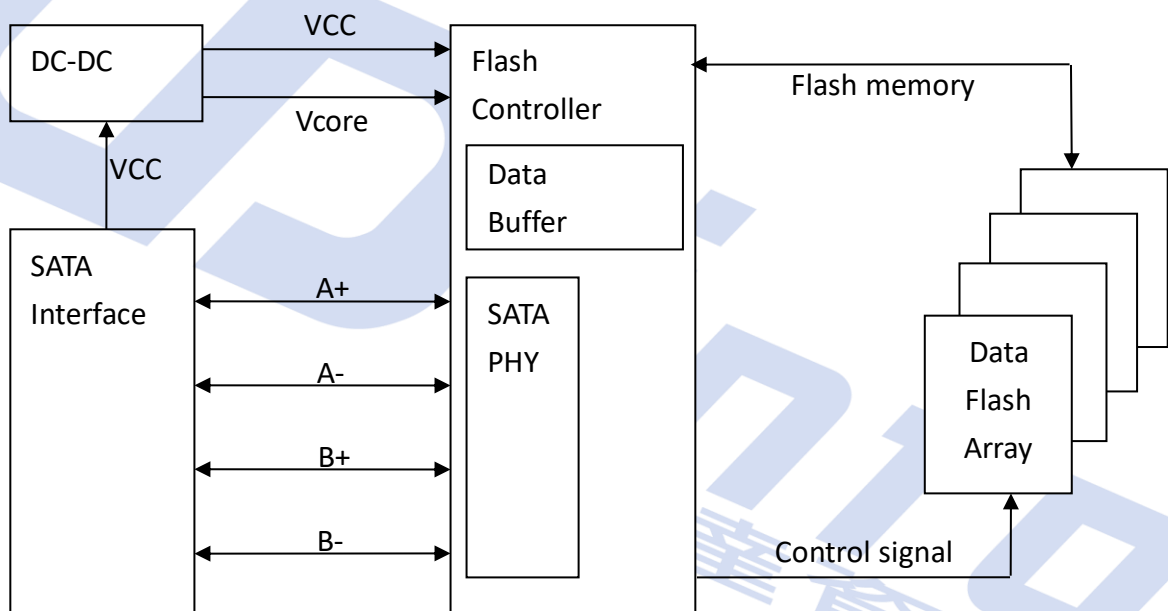 DC-DC
VCC
Vcore
VCC
SATA
Interface
A+
A-
B+
B-
Flash
Controller
Data
Buffer
SATA
PHY
Flash memory
Data
Flash
Array
Control signal